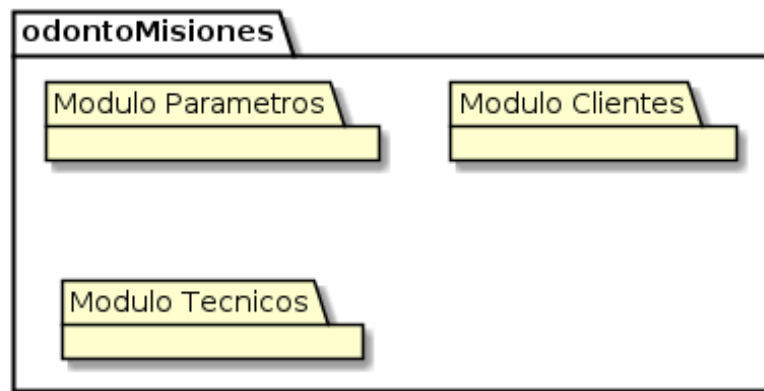 odontoMisiones
Modulo Parametros
Modulo Clientes
Modulo Tecnicos